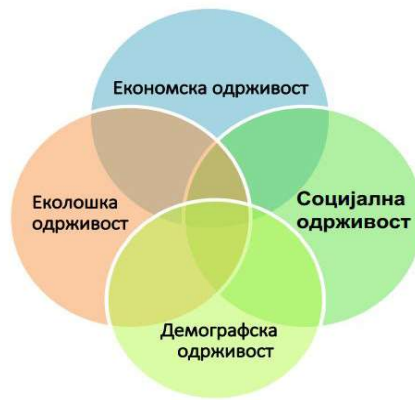 Економска одрживост
Еколошка
одрживост
Социјална
одрживост
Демографска
одрживост